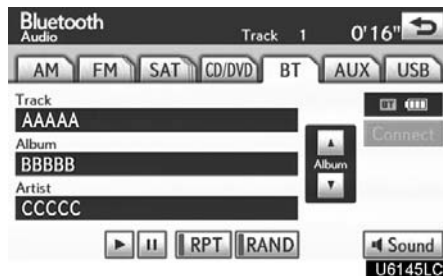 Bluetooth
Audio Track 1 0'16"
AM FM SAT CD/DVD BT AUX USB
Track
AAAAA
BT
Connect
Album
BBBBB
Album
Artist
CCCCC
RPT RAND Sound
U6145LC